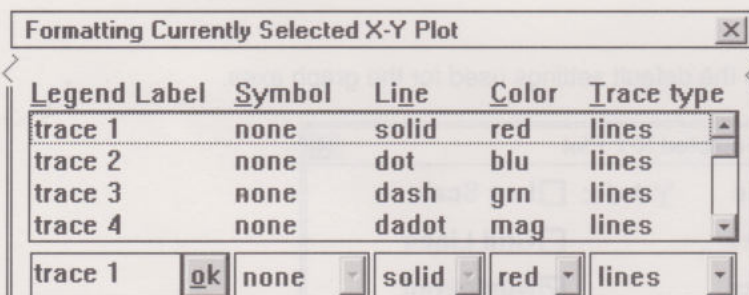 Formatting Currently Selected X-Y Plot
Legend Label Symbol Line Color Trace type
trace 1 none solid red lines
trace 2 none dot blu lines
trace 3 none dash grn lines
trace 4 none dadot mag lines
trace 1 ok none solid red lines